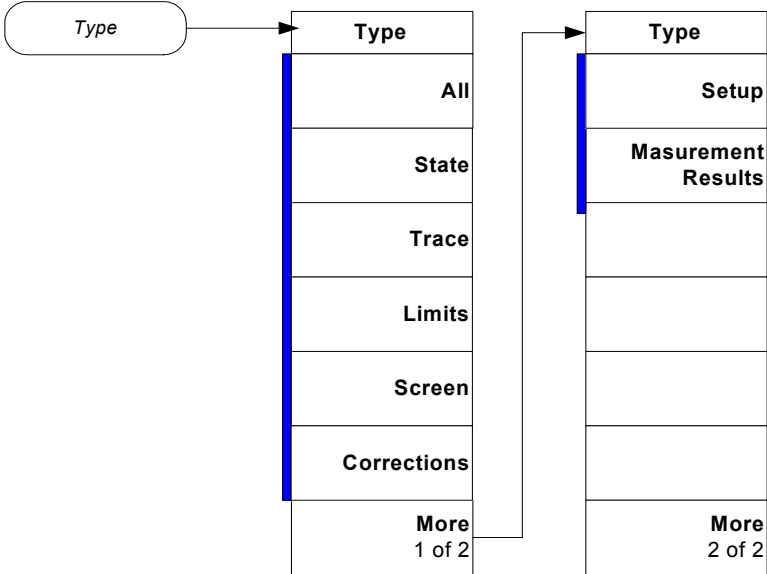 Type
Type
All
State
Trace
Limits
Screen
Corrections
More
1 of 2
Type
Setup
Masurement
Results
More
2 of 2